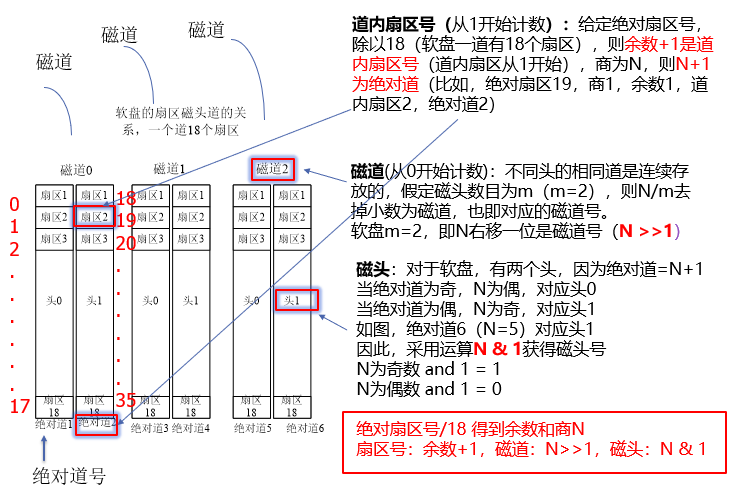 磁道
磁道
磁道
软盘的扇区磁头道的关
系，一个道18个扇区
磁道0
磁道1
磁道2
扇区1
扇区1
扇区1
扇区1
扇区1
扇区1
扇区2
扇区2
扇区2
扇区2
扇区2
扇区2
扇区3
扇区3
扇区3
扇区3
扇区3
扇区3
0
1
2
.
.
.
.
.
17
18
19
20
.
.
.
.
.
35
头0
头1
头0
头1
头0
头1
扇区
18
扇区
18
扇区
18
扇区
18
扇区
18
扇区
18
绝对道1
绝对道2
绝对道3
绝对道4
绝对道5
绝对道6
绝对道号
道内扇区号（从1开始计数）：给定绝对扇区号，
除以18（软盘一道有18个扇区），则余数+1是道
内扇区号（道内扇区从1开始），商为N，则N+1
为绝对道（比如，绝对扇区19，商1，余数1，道
内扇区2，绝对道2）
磁道(从0开始计数)：不同头的相同道是连续存
放的，假定磁头数目为m（m=2），则N/m去
掉小数为磁道，也即对应的磁道号。
软盘m=2，即N右移一位是磁道号（N >>1）
磁头：对于软盘，有两个头，因为绝对道=N+1
当绝对道为奇，N为偶，对应头0
当绝对道为偶，N为奇，对应头1
如图，绝对道6（N=5）对应头1
因此，采用运算N & 1获得磁头号
N为奇数 and 1 = 1
N为偶数 and 1 = 0
绝对扇区号/18 得到余数和商N
扇区号：余数+1，磁道：N>>1，磁头：N & 1